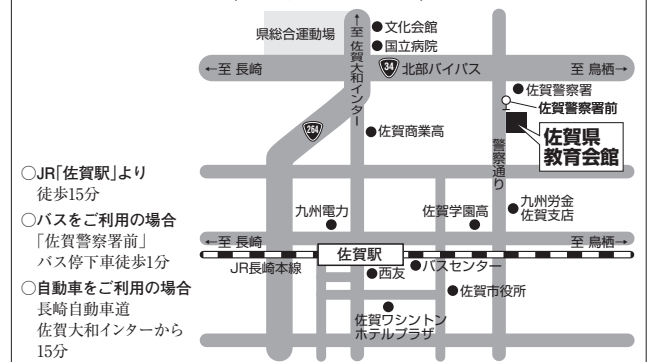 県総合運動場
↑至 佐賀大和インター
●文化会館
●国立病院
←至 長崎
34 北部バイパス
至 鳥栖→
●佐賀警察署
佐賀警察署前
264
●佐賀商業高
佐賀県
教育会館
警察通り
○JR「佐賀駅」より
徒歩15分
○バスをご利用の場合
「佐賀警察署前」
バス停下車徒歩1分
○自動車をご利用の場合
長崎自動車道
佐賀大和インターから
15分
九州電力
佐賀学園高
●九州労金
佐賀支店
←至 長崎
佐賀駅
至 鳥栖→
JR長崎本線
●西友
●バスセンター
●佐賀市役所
佐賀ワシントン
ホテルプラザ